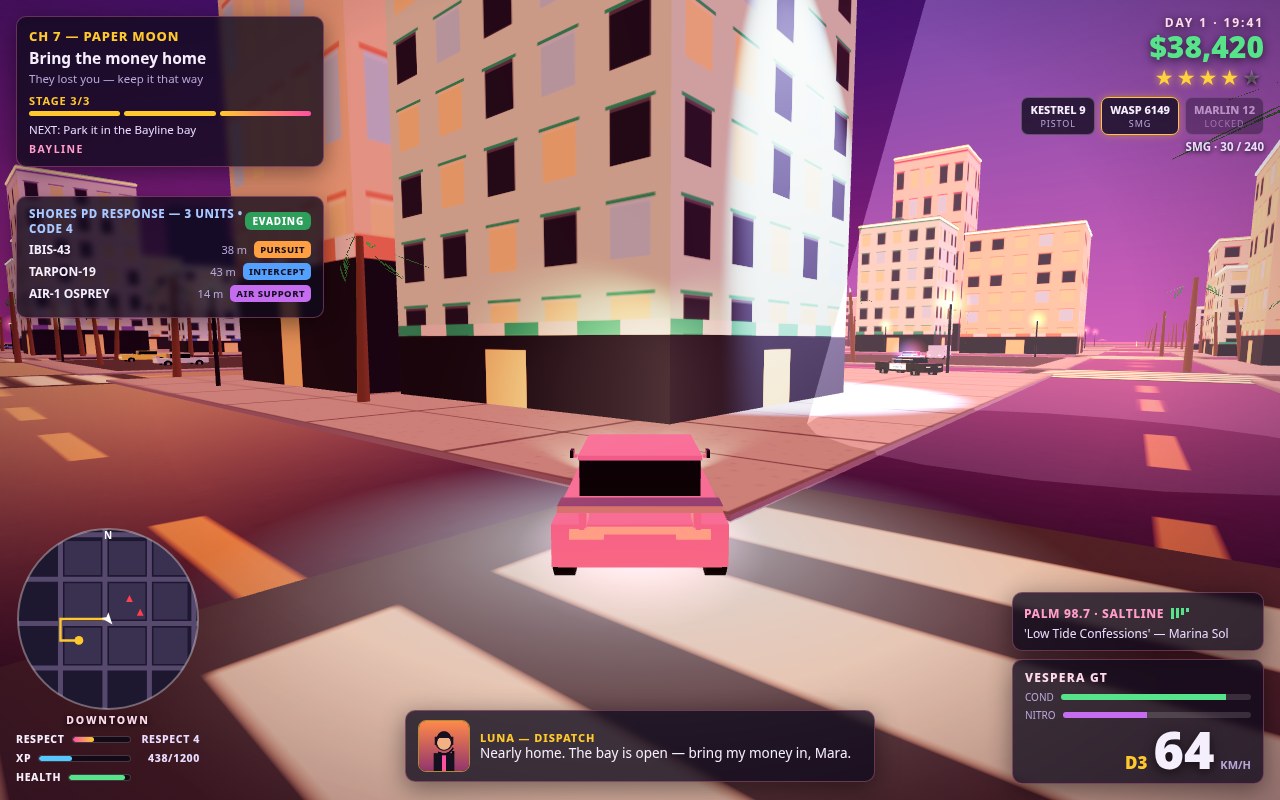 CH 7 — PAPER MOON
Bring the money home
They lost you — keep it that way
STAGE 3/3
NEXT: Park it in the Bayline bay
BAYLINE
SHORES PD RESPONSE — 3 UNITS •
CODE 4
EVADING
IBIS-43 38 m PURSUIT
TARPON-19 43 m INTERCEPT
AIR-1 OSPREY 14 m AIR SUPPORT
DAY 1 · 19:41
$38,420
KESTREL 9
PISTOL
WASP 6149
SMG
MARLIN 12
LOCKED
SMG · 30 / 240
N
DOWNTOWN
RESPECT RESPECT 4
XP 438/1200
HEALTH
LUNA — DISPATCH
Nearly home. The bay is open — bring my money in, Mara.
PALM 98.7 · SALTLINE
'Low Tide Confessions' — Marina Sol
VESPERA GT
COND
NITRO
D3 64 KM/H